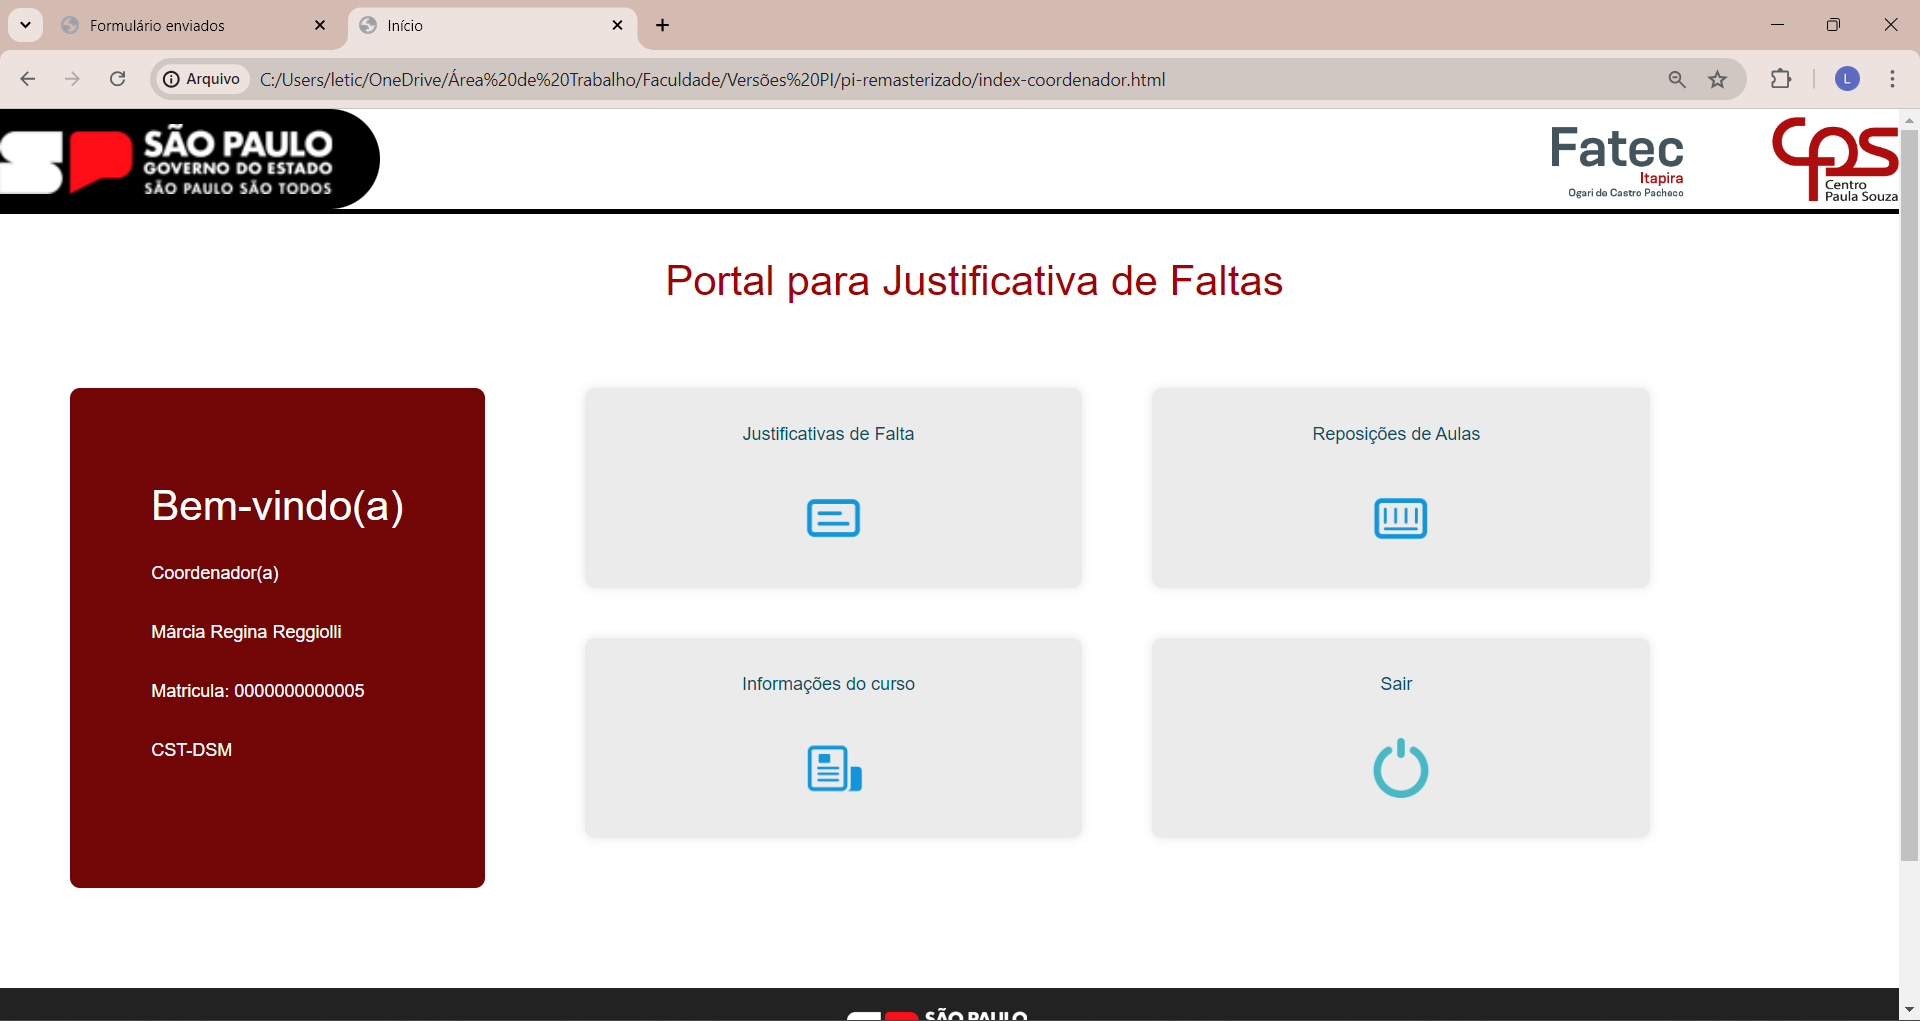 Formulário enviados
Início
Arquivo
C:/Users/letic/OneDrive/Área%20de%20Trabalho/Faculdade/Versões%20PI/pi-remasterizado/index-coordenador.html
L
SÃO PAULO
GOVERNO DO ESTADO
SÃO PAULO SÃO TODOS
Fatec
Itapira
Ogari de Castro Pacheco
CPS
Centro
Paula Souza
Portal para Justificativa de Faltas
Bem-vindo(a)
Coordenador(a)
Márcia Regina Reggiolli
Matricula: 0000000000005
CST-DSM
Justificativas de Falta
Reposições de Aulas
Informações do curso
Sair
SÃO PAULO